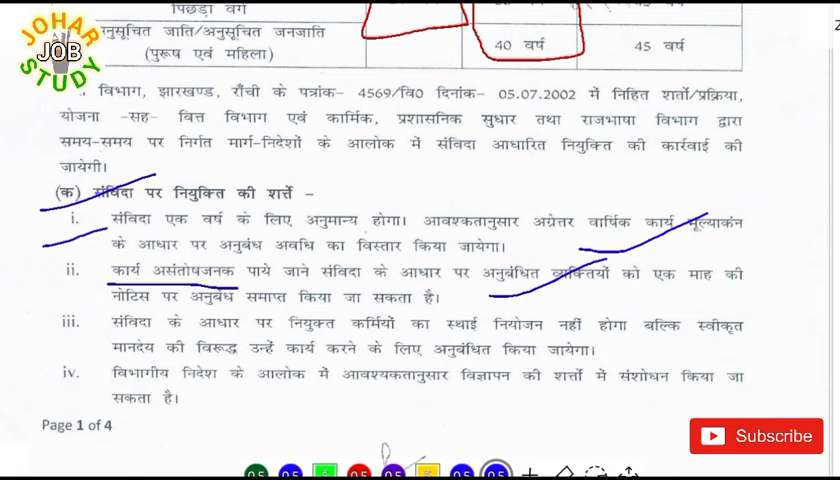 पिछड़ा वर्ग
JOHAR
JOB
STUDY
अनुसूचित जाति/अनुसूचित जनजाति
(पुरूष एवं महिला)
40 वर्ष
45 वर्ष
विभाग, झारखण्ड, राँची के पत्रांक- 4569/वि0 दिनांक- 05.07.2002 में निहित शर्तो/प्रक्रिया,
योजना -सह- वित्त विभाग एवं कार्मिक, प्रशासनिक सुधार तथा राजभाषा विभाग द्वारा
समय-समय पर निर्गत मार्ग-निदेशों के आलोक में संविदा आधारित नियुक्ति की कार्रवाई की
जायेगी।
(क) संविदा पर नियुक्ति की शर्त्ते –
i. संविदा एक वर्ष के लिए अनुमान्य होगा। आवश्कतानुसार अग्रेत्तर वार्षिक कार्य मूल्याकंन
के आधार पर अनुबंध अवधि का विस्तार किया जायेगा।
ii. कार्य असंतोषजनक पाये जाने संविदा के आधार पर अनुबंधित व्यक्तियों को एक माह की
नोटिस पर अनुबंध समाप्त किया जा सकता है।
iii. संविदा के आधार पर नियुक्त कर्मियों का स्थाई नियोजन नहीं होगा बल्कि स्वीकृत
मानदेय की विरूद्ध उन्हें कार्य करने के लिए अनुबंधित किया जायेगा।
iv. विभागीय निदेश के आलोक में आवश्यकतानुसार विज्ञापन की शर्त्तो में संशोधन किया जा
सकता है।
Page 1 of 4
Subscribe